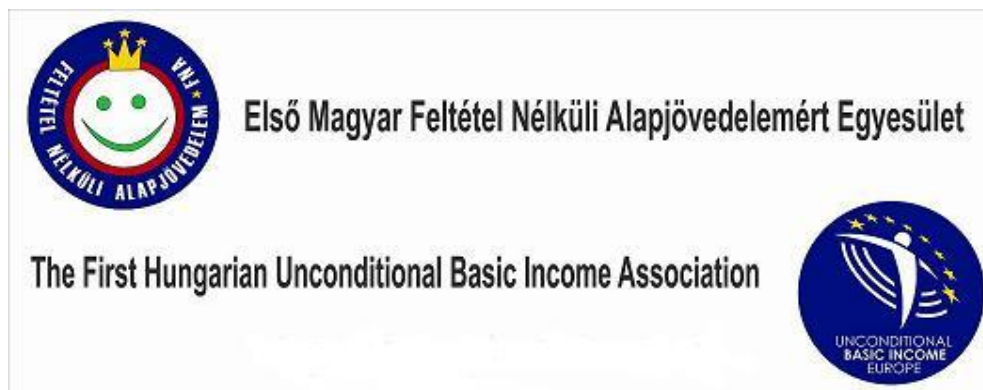 FELTÉTEL NÉLKÜLI ALAPJÖVEDELEM ★ FNA
Első Magyar Feltétel Nélküli Alapjövedelemért Egyesület
The First Hungarian Unconditional Basic Income Association
UNCONDITIONAL
BASIC INCOME
EUROPE